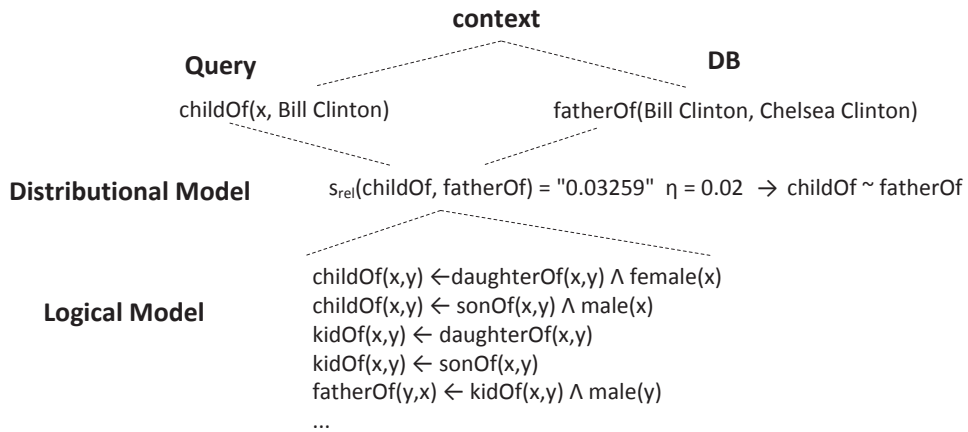 context
Query
DB
childOf(x, Bill Clinton)
fatherOf(Bill Clinton, Chelsea Clinton)
Distributional Model
s_rel(childOf, fatherOf) = "0.03259" η = 0.02 → childOf ~ fatherOf
Logical Model
childOf(x,y) ←daughterOf(x,y) Λ female(x)
childOf(x,y) ← sonOf(x,y) Λ male(x)
kidOf(x,y) ← daughterOf(x,y)
kidOf(x,y) ← sonOf(x,y)
fatherOf(y,x) ← kidOf(x,y) Λ male(y)
...